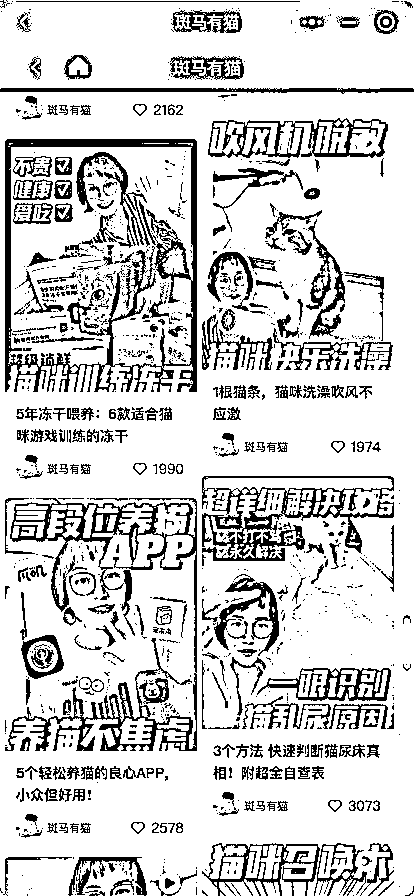 斑马有猫
斑马有猫
斑马有猫 2162
不贵
健康
爱吃
超级锁鲜
猫咪训练冻干
5年冻干喂养：6款适合猫
咪游戏训练的冻干
斑马有猫 1990
高段位养猫
APP
养猫不焦虑
5个轻松养猫的良心APP，
小众但好用！
斑马有猫 2578
吹风机脱敏
猫咪快乐洗澡
1根猫条，猫咪洗澡吹风不
应激
斑马有猫 1974
超详细解决攻略
一眼识别
猫乱尿原因
3个方法 快速判断猫尿床真
相！附超全自查表
斑马有猫 3073
猫咪召唤术